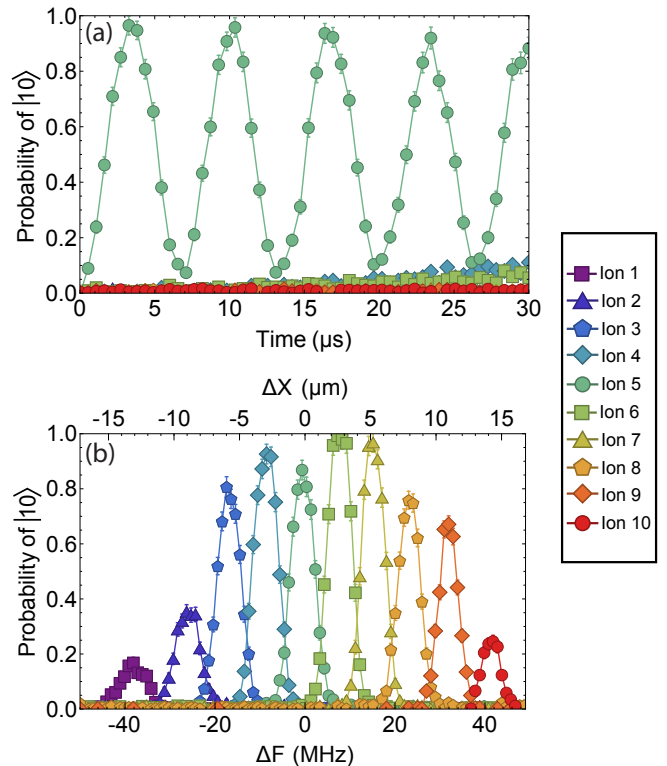 (a)
Probability of |10⟩
1.0
0.8
0.6
0.4
0.2
0.0
0 5 10 15 20 25 30
Time (μs)
ΔX (μm)
-15 -10 -5 0 5 10 15
(b)
Probability of |10⟩
1.0
0.8
0.6
0.4
0.2
0.0
-40 -20 0 20 40
ΔF (MHz)
Ion 1
Ion 2
Ion 3
Ion 4
Ion 5
Ion 6
Ion 7
Ion 8
Ion 9
Ion 10